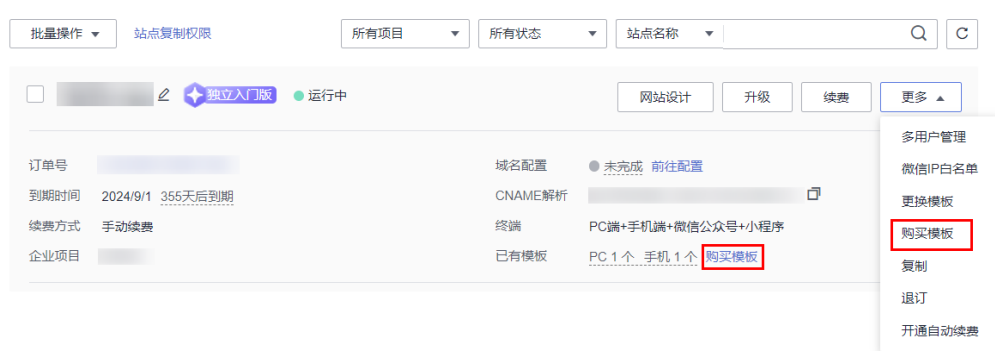 批量操作 站点复制权限 所有项目 所有状态 站点名称
独立入门版 运行中 网站设计 升级 续费 更多
多用户管理
微信IP白名单
更换模板
购买模板
复制
退订
开通自动续费
订单号
到期时间 2024/9/1 355天后到期
续费方式 手动续费
企业项目
域名配置 未完成 前往配置
CNAME解析
终端 PC端+手机端+微信公众号+小程序
已有模板 PC 1 个 手机 1 个 购买模板